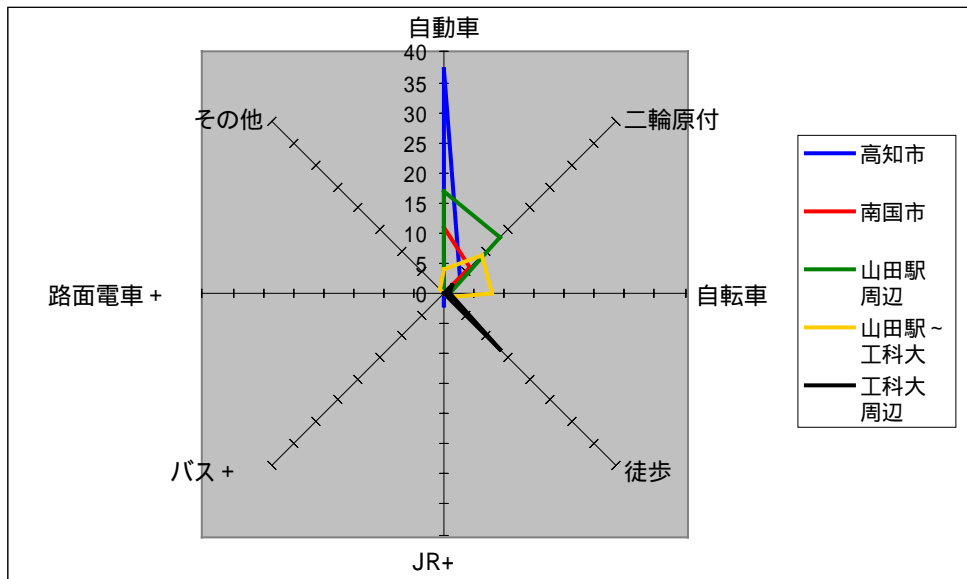 自動車
40
35
30
25
20
15
10
5
0
その他
二輪原付
路面電車 +
自転車
バス +
徒歩
JR+
高知市
南国市
山田駅
周辺
山田駅~
工科大
工科大
周辺